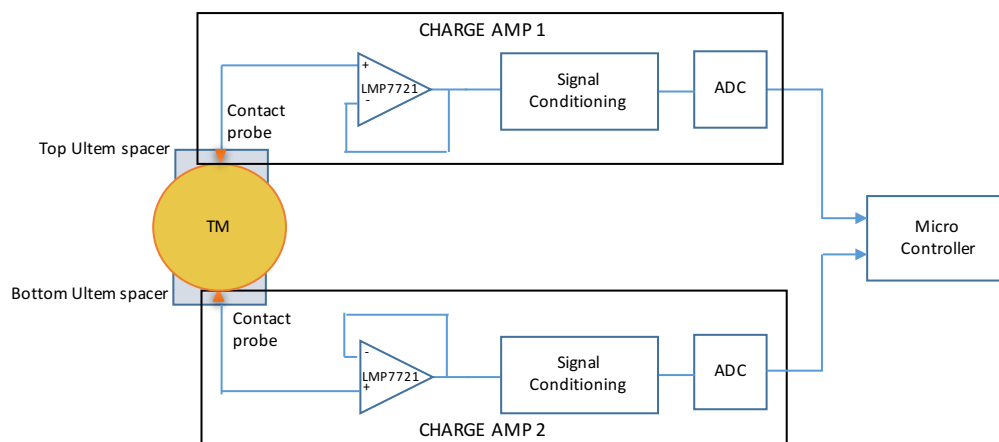 CHARGE AMP 1
+
LMP7721
-
Signal
Conditioning
ADC
Contact
probe
Top Ultem spacer
TM
Micro
Controller
Bottom Ultem spacer
Contact
probe
-
LMP7721
+
Signal
Conditioning
ADC
CHARGE AMP 2